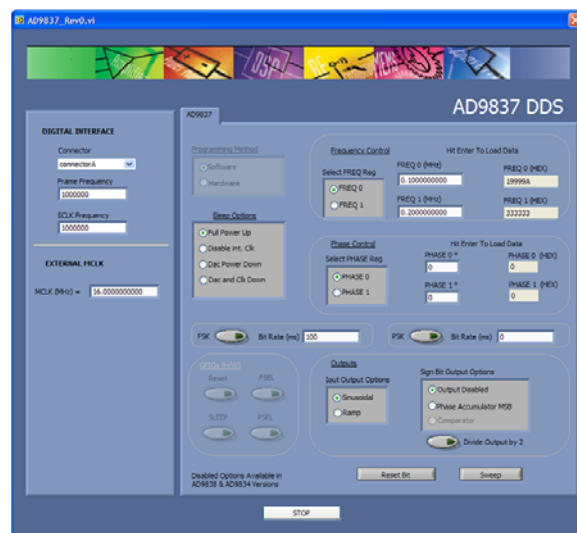 AD9837_Rev0.vi
DSP
RF
MEMS
AD9837 DDS
DIGITAL INTERFACE
Connector
connectorA
Frame Frequency
1000000
SCLK Frequency
1000000
EXTERNAL MCLK
MCLK (MHz) = 16.0000000000
AD9837
Programming Method
Software
Hardware
Sleep Options
Full Power Up
Disable int. Clk
Dac Power Down
Dac and Clk Down
Frequency Control
Hit Enter To Load Data
Select FREQ Reg
FREQ 0
FREQ 1
FREQ 0 (MHz)
0.1000000000
FREQ 0 (HEX)
19999A
FREQ 1 (MHz)
0.2000000000
FREQ 1 (HEX)
333333
Phase Control
Hit Enter To Load Data
Select PHASE Reg
PHASE 0
PHASE 1
PHASE 0 °
0
PHASE 0 (HEX)
0
PHASE 1 °
0
PHASE 1 (HEX)
0
FSK Bit Rate (ms) 100
PSK Bit Rate (ms) 0
GPIOs (H/W)
Reset FSEL
SLEEP PSEL
Outputs
Iout Output Options
Sinusoidal
Ramp
Sign Bit Output Options
Output Disabled
Phase Accumulator MSB
Comparator
Divide Output by 2
Disabled Options Available in
AD9838 & AD9834 Versions
Reset Bit
Sweep
STOP